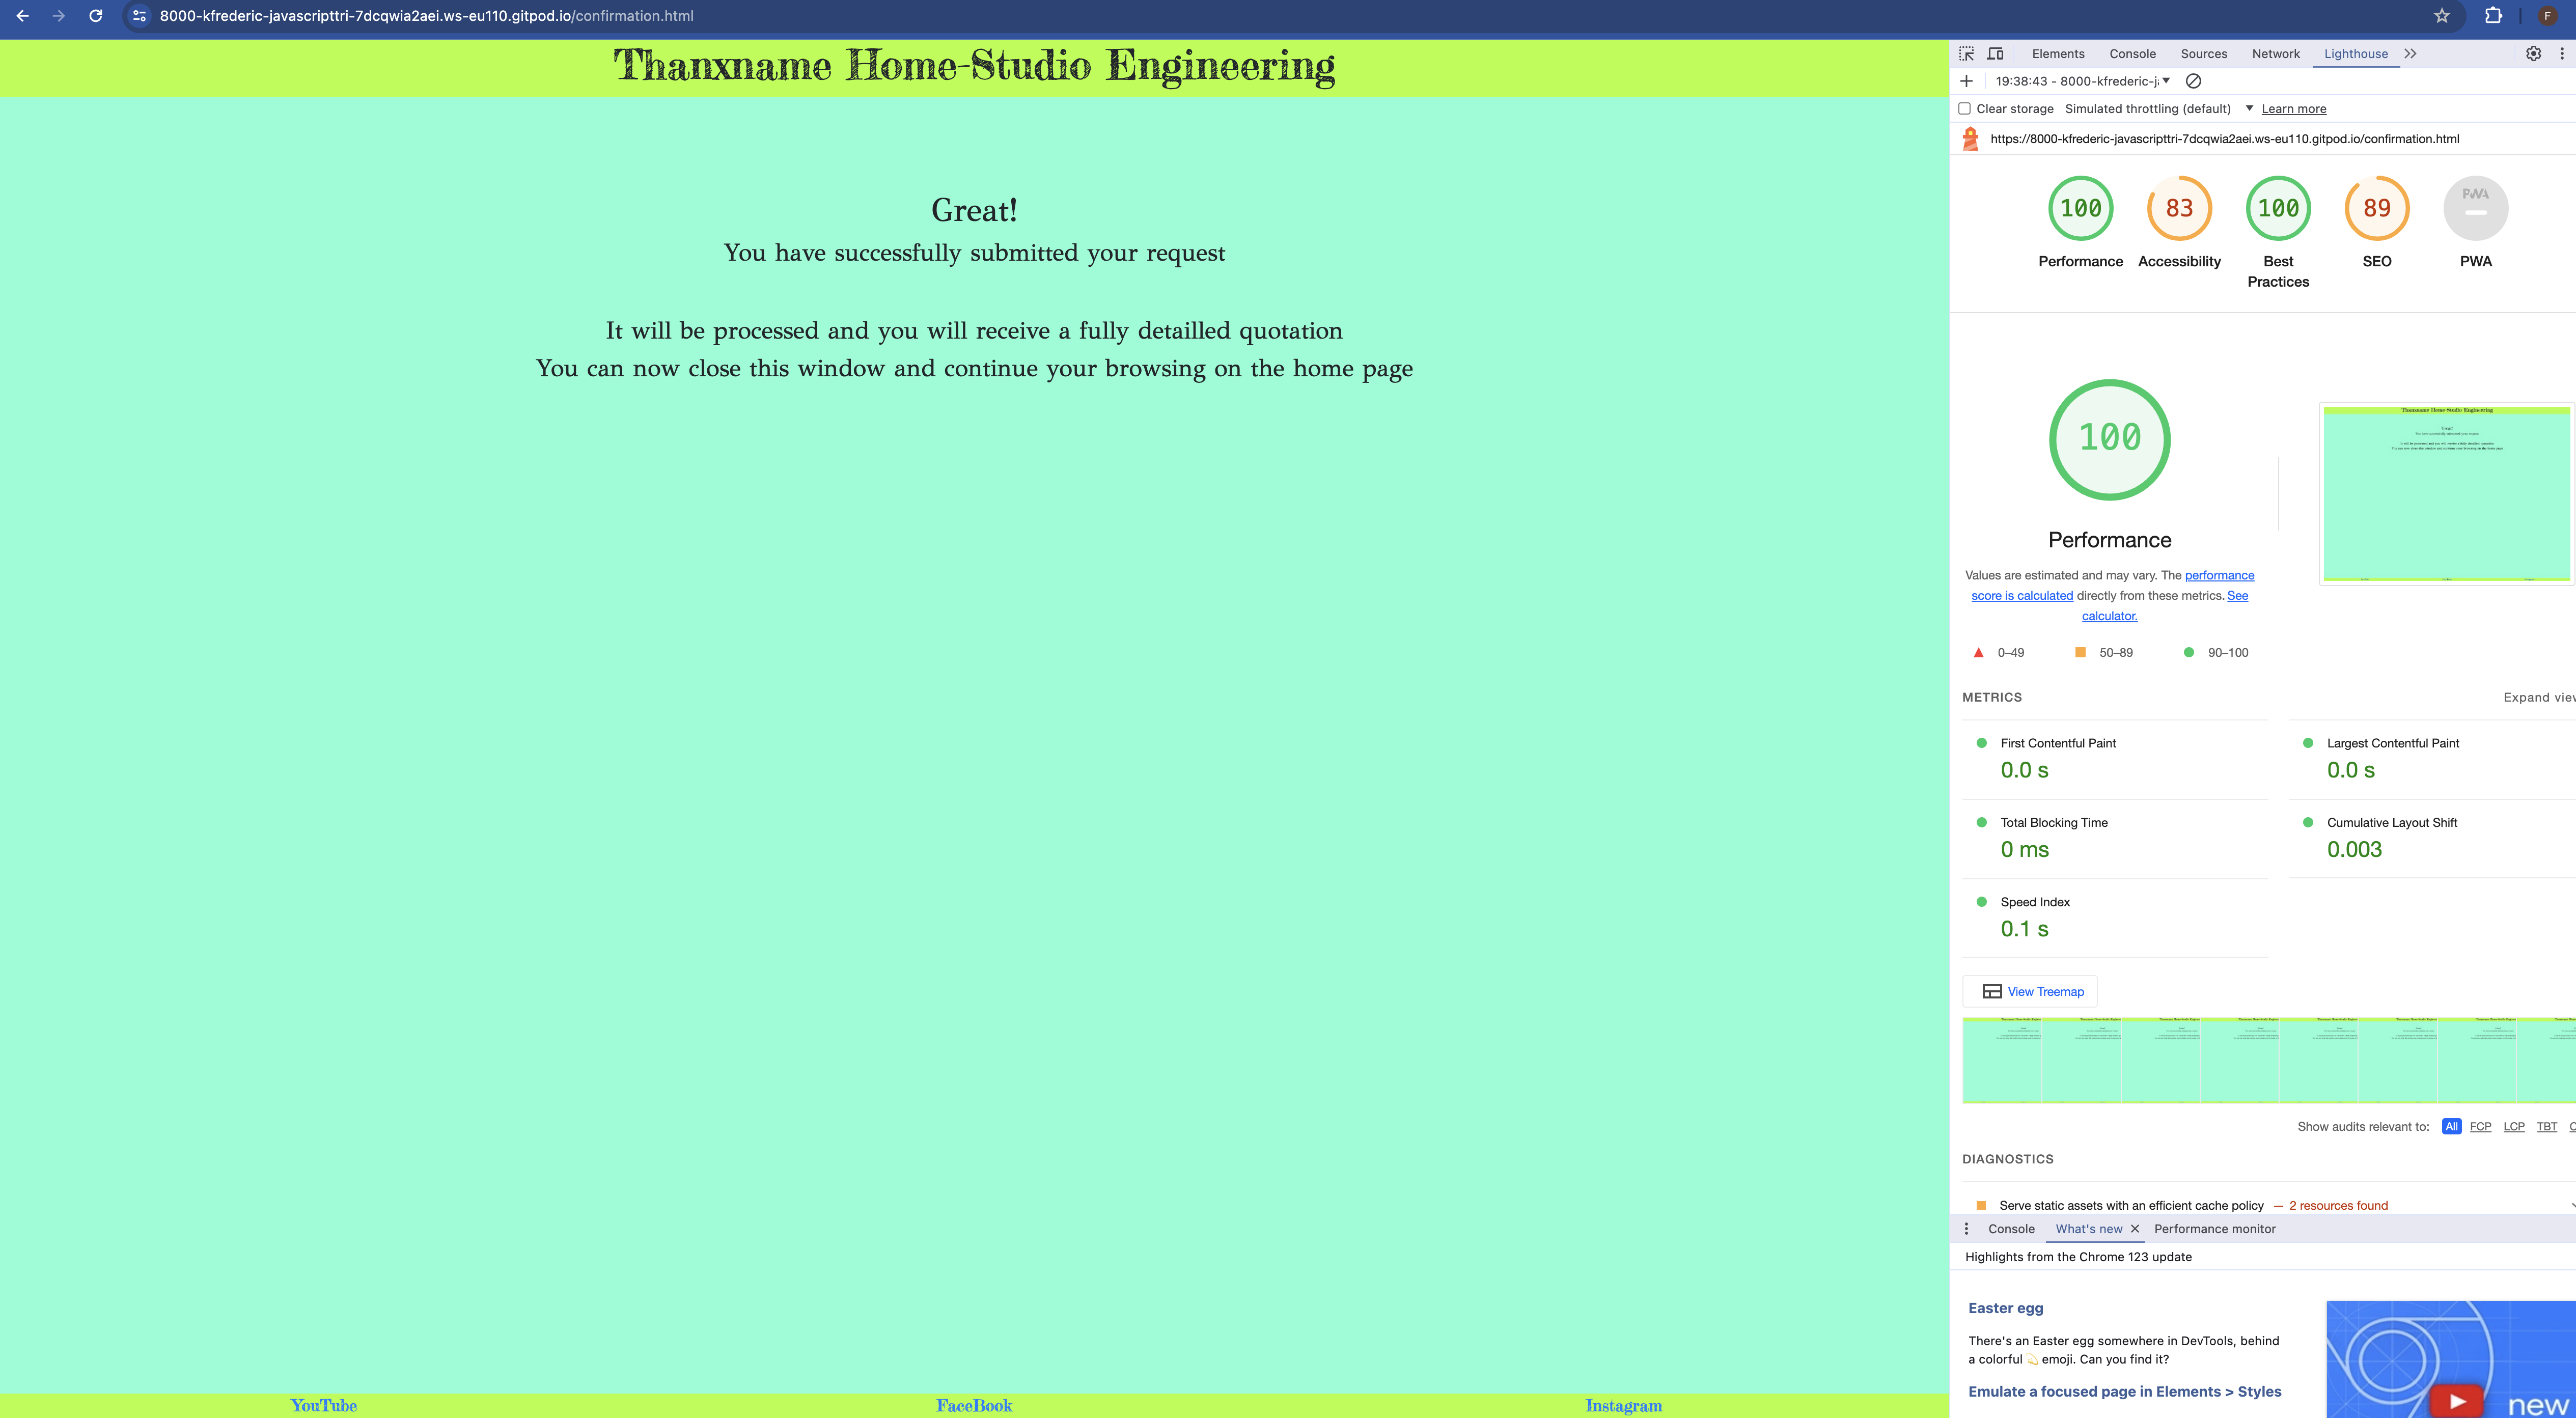 8000-kfrederic-javascripttri-7dcqwia2aei.ws-eu110.gitpod.io/confirmation.html
F
Thanxname Home-Studio Engineering
Great!
You have successfully submitted your request
It will be processed and you will receive a fully detailled quotation
You can now close this window and continue your browsing on the home page
YouTube
FaceBook
Instagram
Elements Console Sources Network Lighthouse
19:38:43 - 8000-kfrederic-j
Clear storage Simulated throttling (default) Learn more
https://8000-kfrederic-javascripttri-7dcqwia2aei.ws-eu110.gitpod.io/confirmation.html
100 83 100 89 PWA
Performance Accessibility Best Practices SEO PWA
100
Performance
Values are estimated and may vary. The performance
score is calculated directly from these metrics. See
calculator.
0–49 50–89 90–100
METRICS Expand view
First Contentful Paint
0.0 s
Largest Contentful Paint
0.0 s
Total Blocking Time
0 ms
Cumulative Layout Shift
0.003
Speed Index
0.1 s
View Treemap
Show audits relevant to: All FCP LCP TBT C
DIAGNOSTICS
Serve static assets with an efficient cache policy — 2 resources found
Console What's new Performance monitor
Highlights from the Chrome 123 update
Easter egg
There's an Easter egg somewhere in DevTools, behind
a colorful 💫 emoji. Can you find it?
Emulate a focused page in Elements > Styles
new